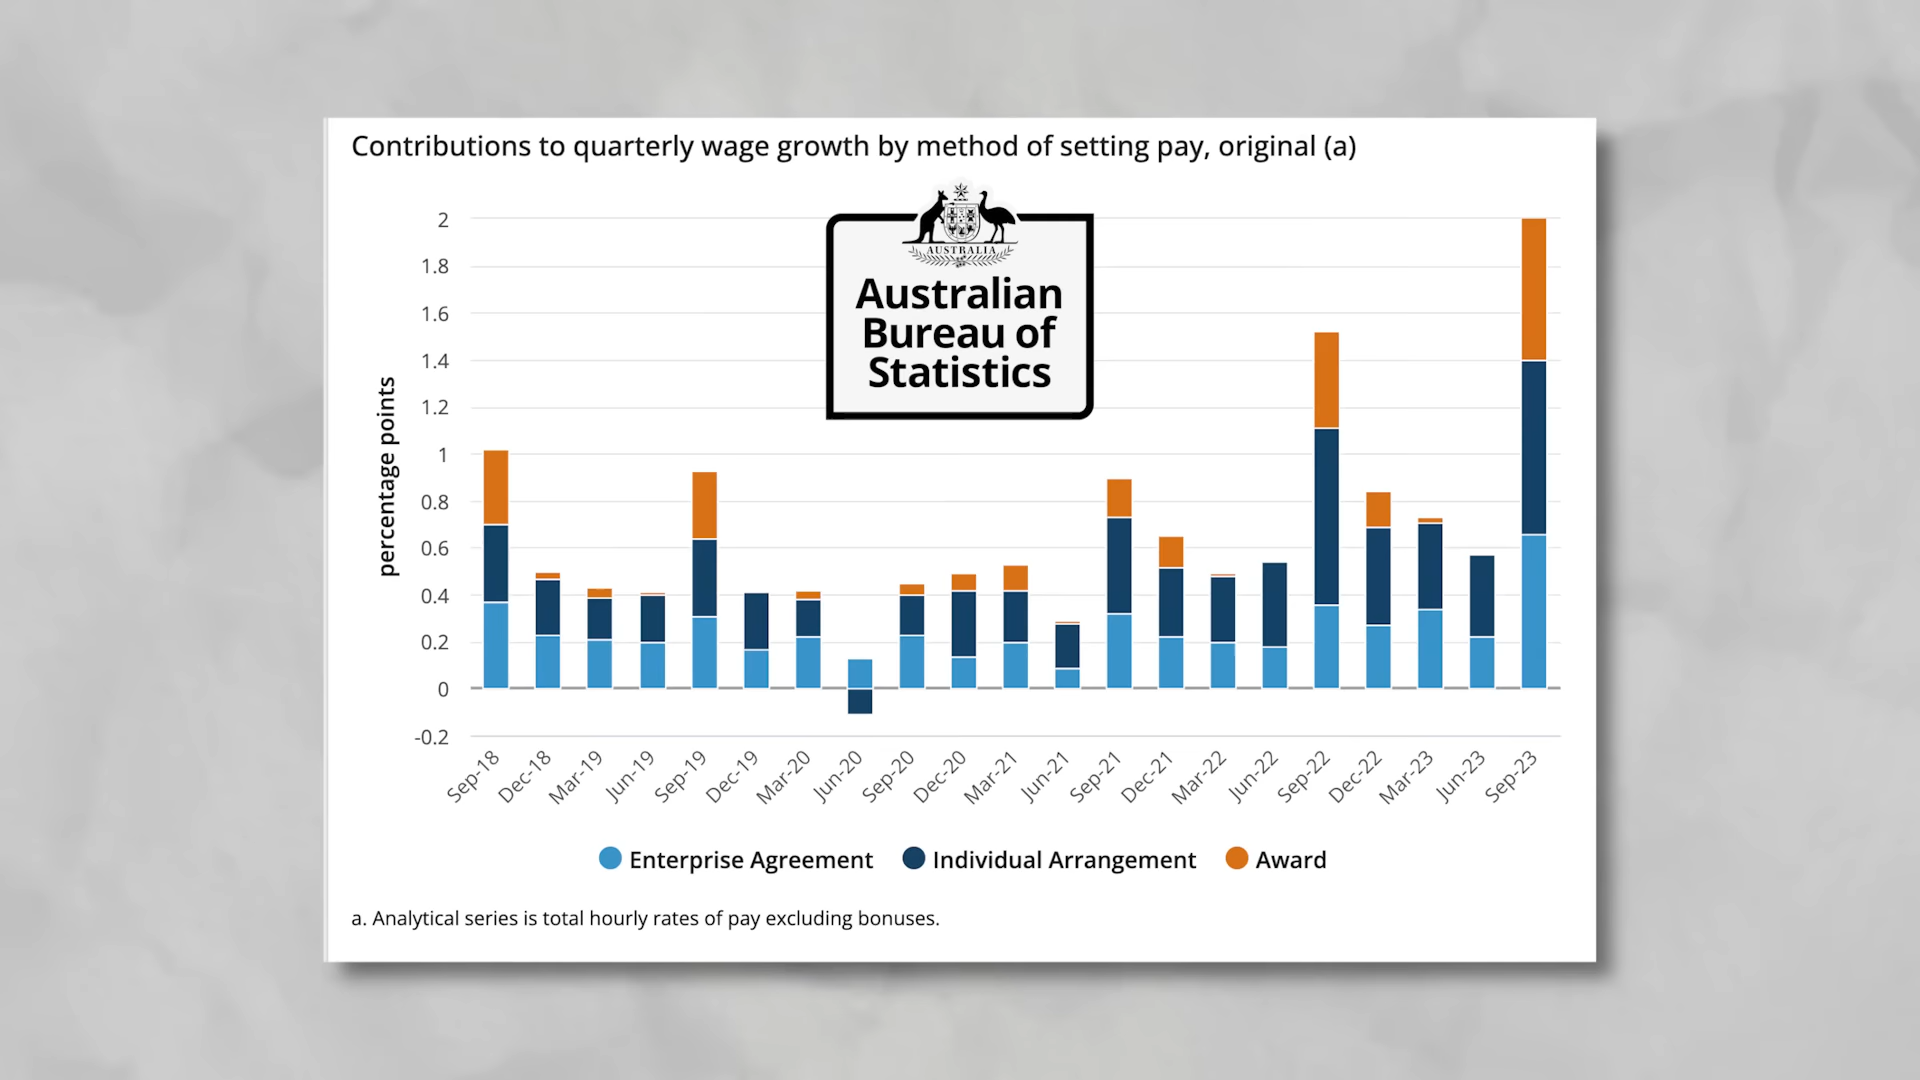 Contributions to quarterly wage growth by method of setting pay, original (a)
AUSTRALIA
Australian
Bureau of
Statistics
percentage points
2
1.8
1.6
1.4
1.2
1
0.8
0.6
0.4
0.2
0
-0.2
Sep-18
Dec-18
Mar-19
Jun-19
Sep-19
Dec-19
Mar-20
Jun-20
Sep-20
Dec-20
Mar-21
Jun-21
Sep-21
Dec-21
Mar-22
Jun-22
Sep-22
Dec-22
Mar-23
Jun-23
Sep-23
Enterprise Agreement Individual Arrangement Award
a. Analytical series is total hourly rates of pay excluding bonuses.